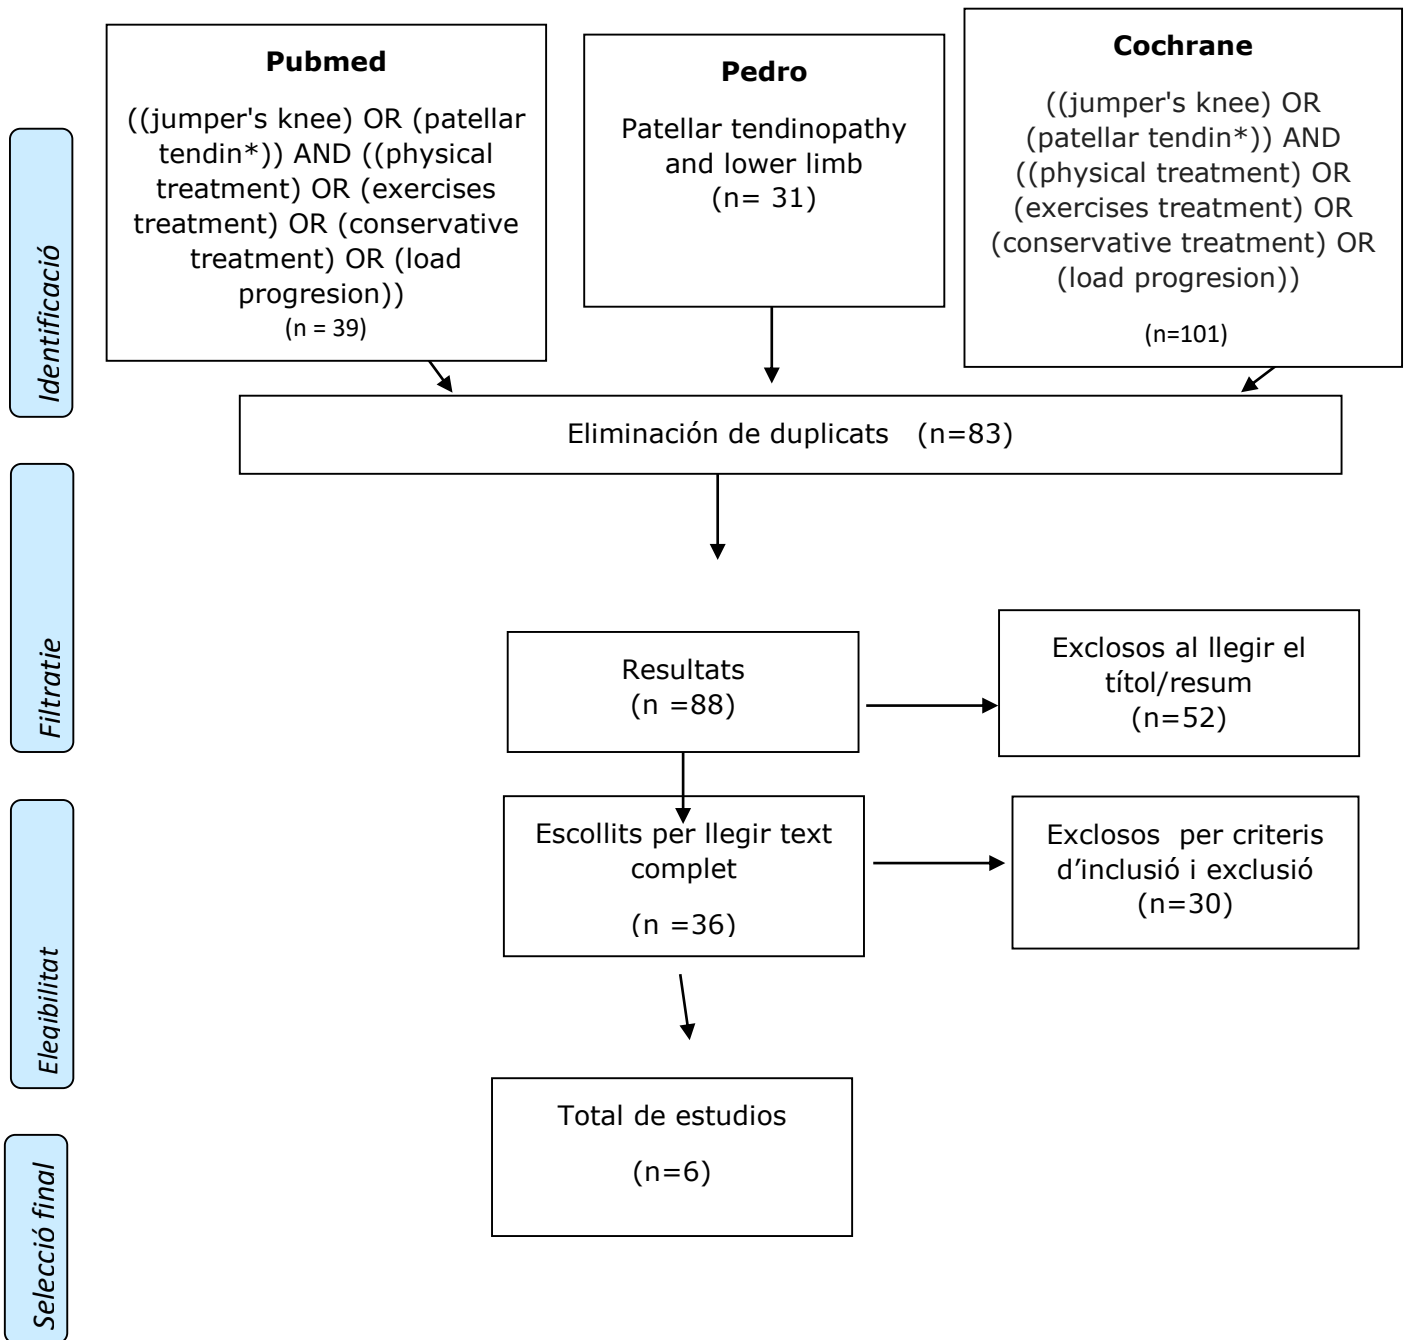 Pubmed
((jumper's knee) OR (patellar
tendin*)) AND ((physical
treatment) OR (exercises
treatment) OR (conservative
treatment) OR (load
progresion))
(n = 39)
Pedro
Patellar tendinopathy
and lower limb
(n= 31)
Cochrane
((jumper's knee) OR
(patellar tendin*)) AND
((physical treatment) OR
(exercises treatment) OR
(conservative treatment) OR
(load progresion))
(n=101)
Identificació
Eliminación de duplicats (n=83)
Filtratie
Resultats
(n =88)
Exclosos al llegir el
títol/resum
(n=52)
Elegibilitat
Escollits per llegir text
complet
(n =36)
Exclosos per criteris
d’inclusió i exclusió
(n=30)
Selecció final
Total de estudios
(n=6)